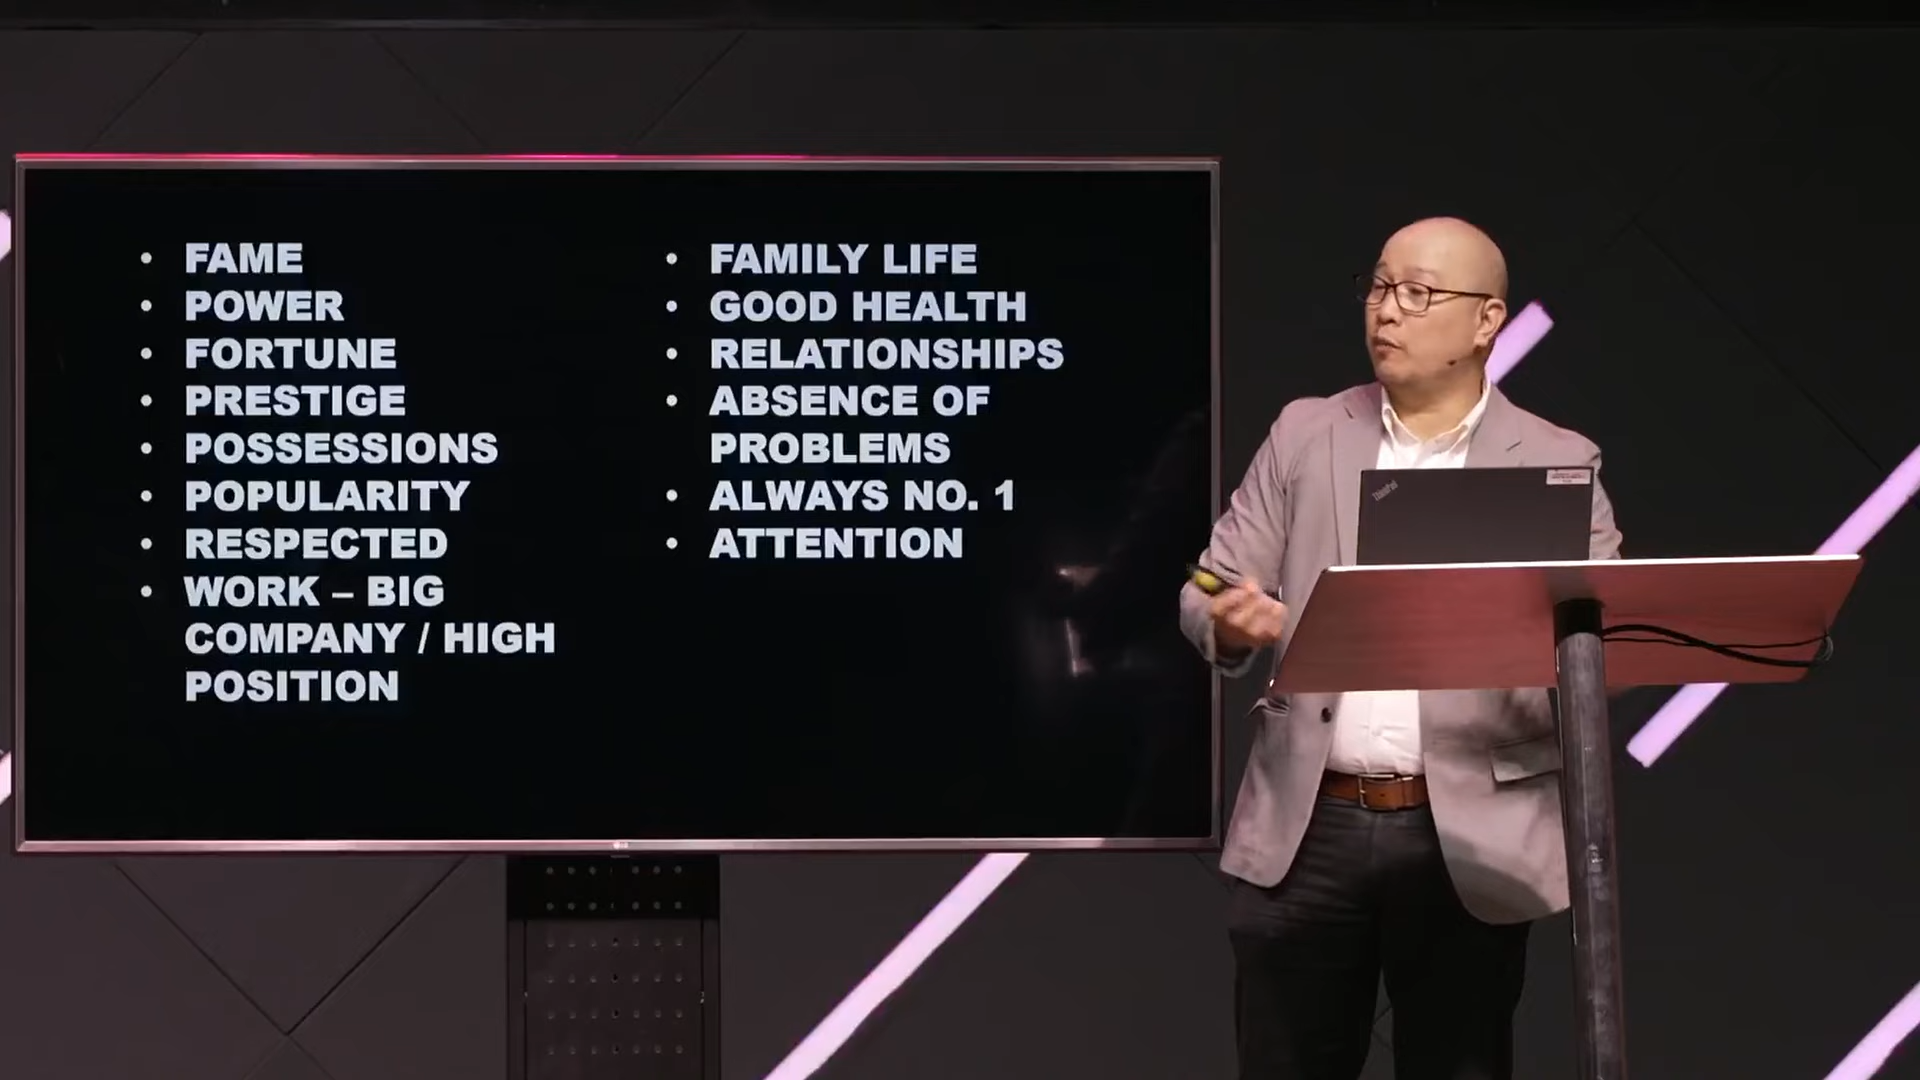 • FAME
• POWER
• FORTUNE
• PRESTIGE
• POSSESSIONS
• POPULARITY
• RESPECTED
• WORK – BIG
COMPANY / HIGH
POSITION
• FAMILY LIFE
• GOOD HEALTH
• RELATIONSHIPS
• ABSENCE OF
PROBLEMS
• ALWAYS NO. 1
• ATTENTION
ThinkPad